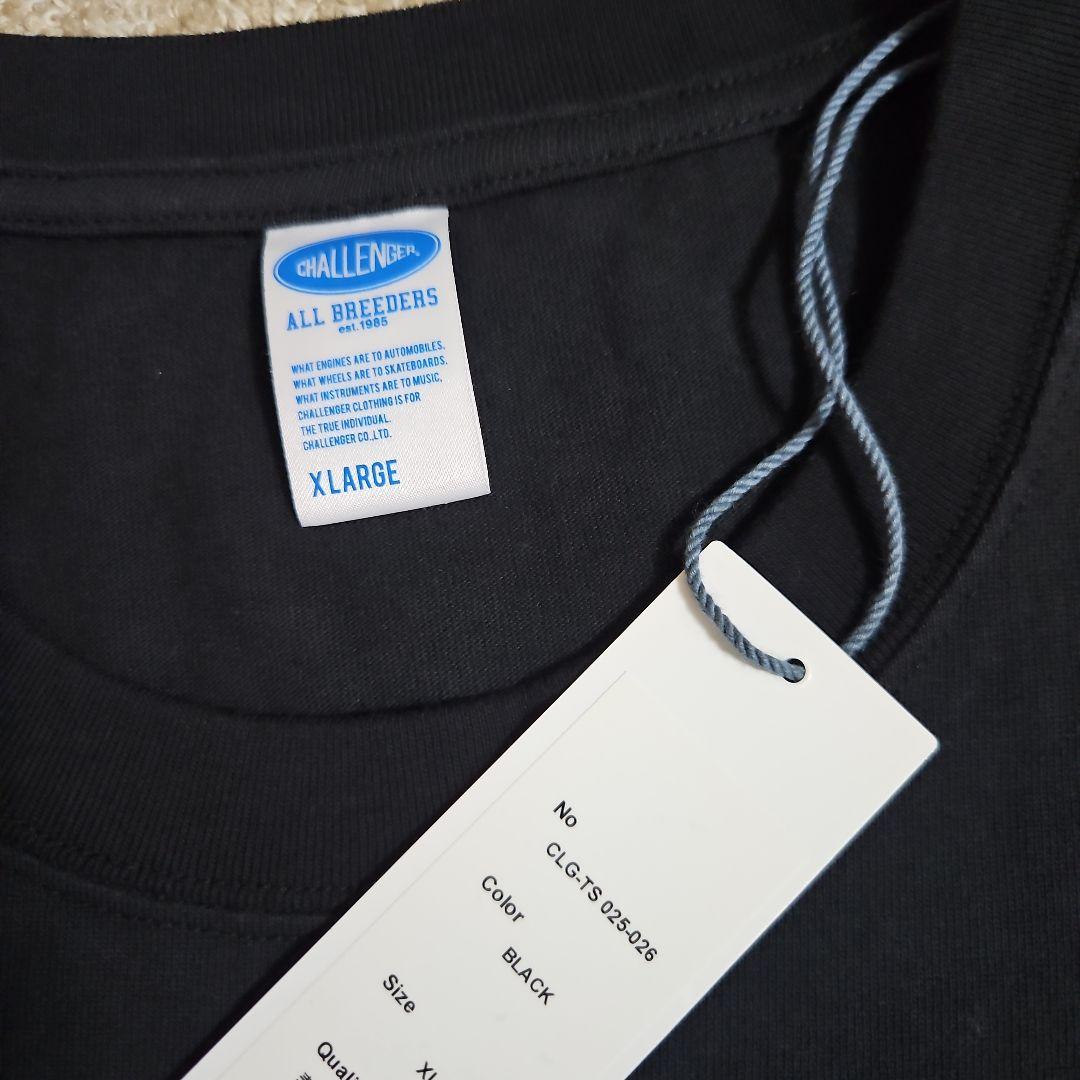 CHALLENGER
ALL BREEDERS
est.1985
WHAT ENGINES ARE TO AUTOMOBILES,
WHAT WHEELS ARE TO SKATEBOARDS,
WHAT INSTRUMENTS ARE TO MUSIC,
CHALLENGER CLOTHING IS FOR
THE TRUE INDIVIDUAL.
CHALLENGER CO.,LTD.
X LARGE
No
CLG-TS 025-026
Color
BLACK
Size